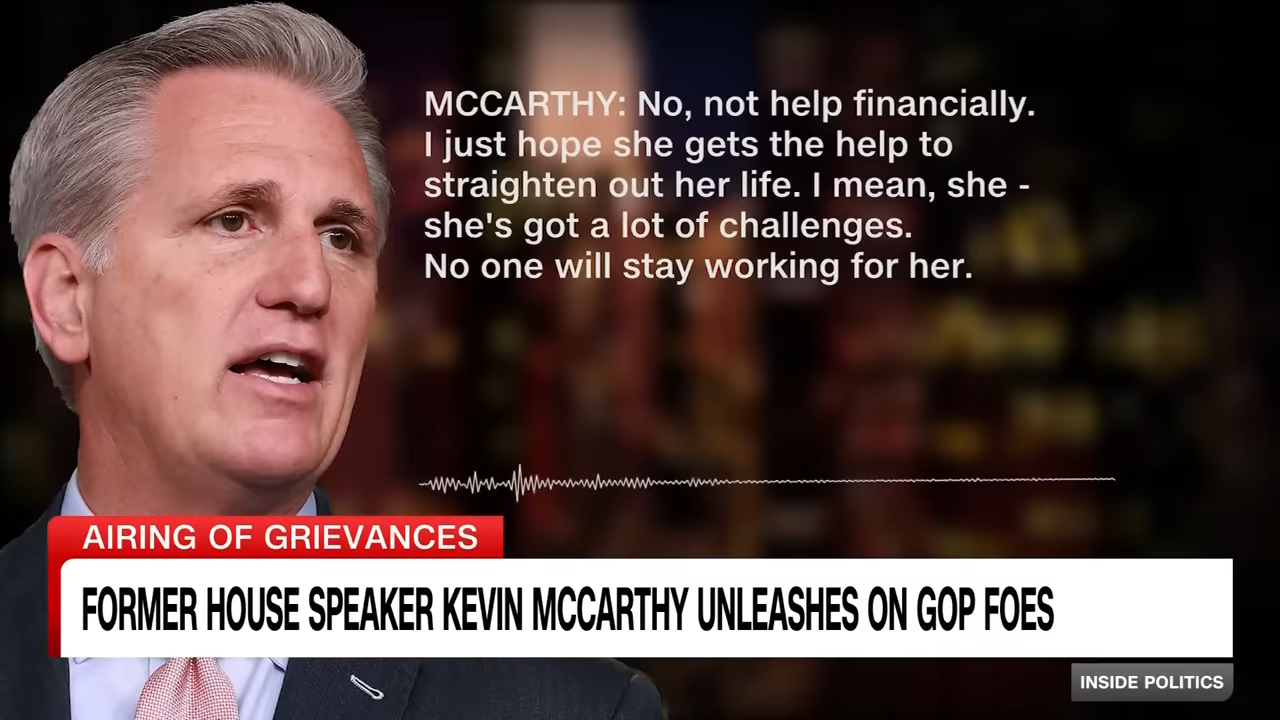 MCCARTHY: No, not help financially.
I just hope she gets the help to
straighten out her life. I mean, she -
she's got a lot of challenges.
No one will stay working for her.
AIRING OF GRIEVANCES
FORMER HOUSE SPEAKER KEVIN MCCARTHY UNLEASHES ON GOP FOES
INSIDE POLITICS